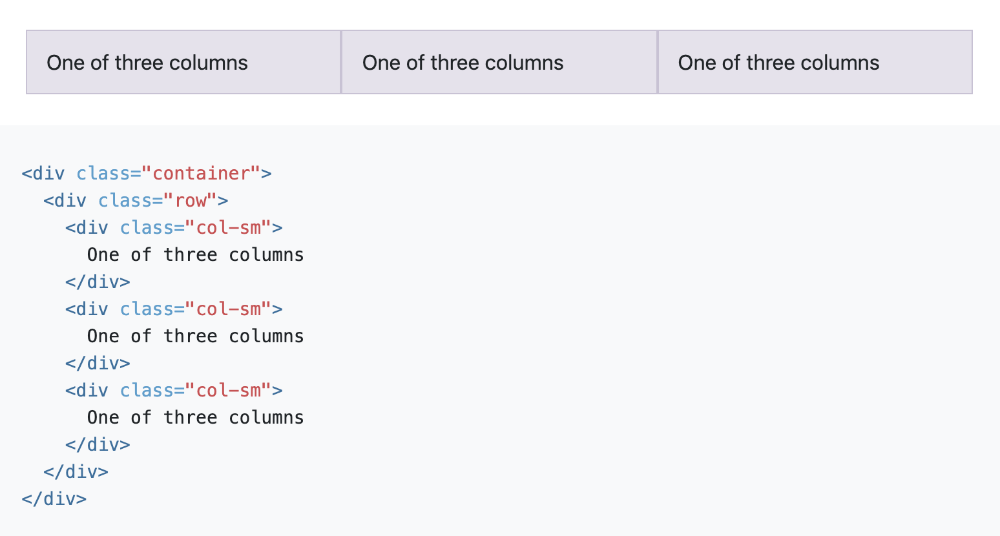 One of three columns One of three columns One of three columns
<div class="container">
  <div class="row">
    <div class="col-sm">
      One of three columns
    </div>
    <div class="col-sm">
      One of three columns
    </div>
    <div class="col-sm">
      One of three columns
    </div>
  </div>
</div>